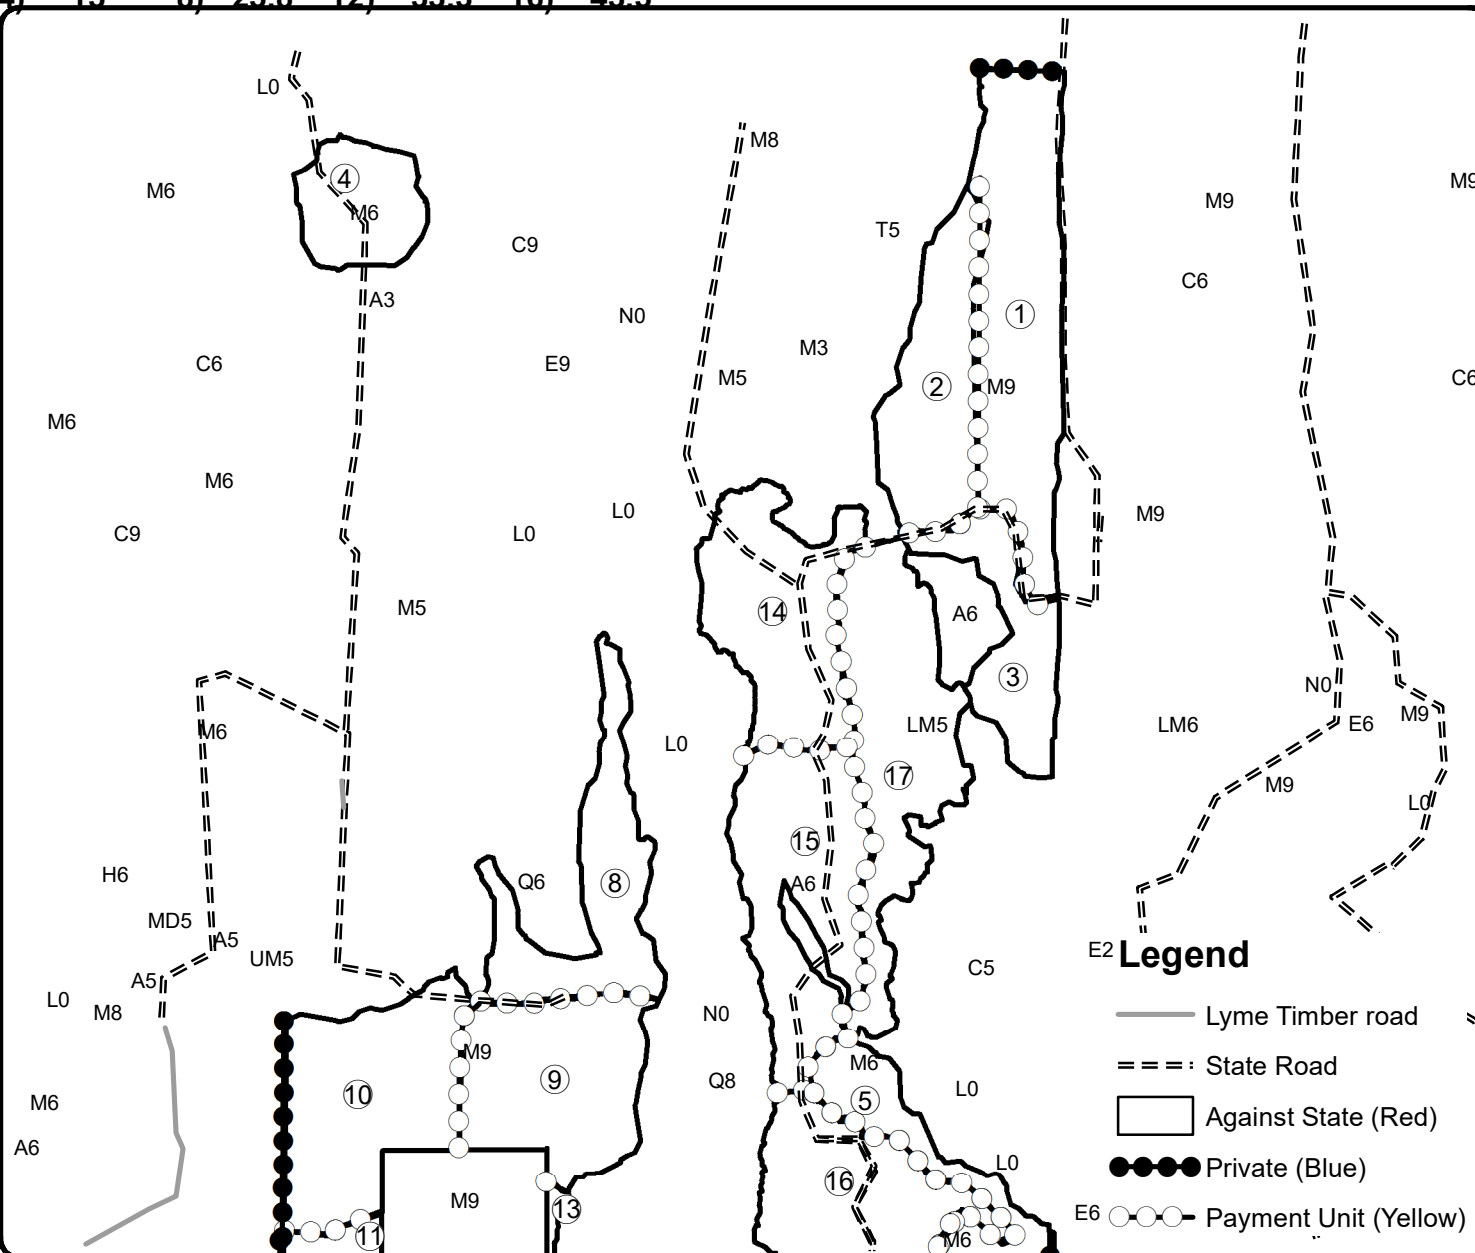 L0
M8
M6
4
M9
M9
M6
T5
C9
C6
A3
N0
1
M3
C6
E9
M5
2
M9
C6
M6
M6
L0
M9
C9
L0
M5
14
A6
3
N0
M6
L0
LM5
LM6
E6
M9
17
M9
L0
15
H6
Q6
8
A6
MD5
A5
UM5
E2
Legend
A5
C5
L0
M8
N0
Lyme Timber road
M9
M6
State Road
10
9
Q8
5
L0
M6
Against State (Red)
A6
L0
Private (Blue)
M9
16
13
11
M6
E6
Payment Unit (Yellow)